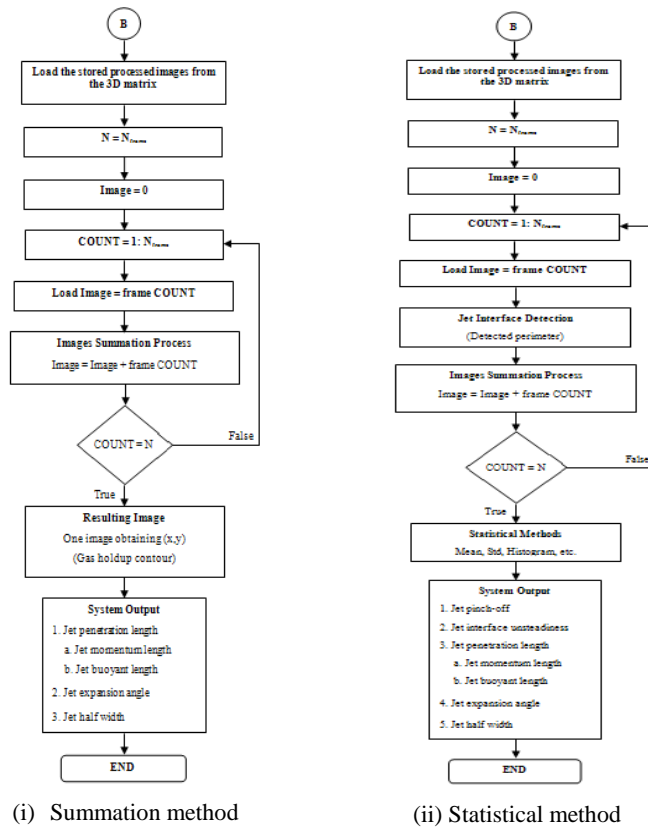 B
Load the stored processed images from
the 3D matrix
N = Nframe
Image = 0
COUNT = 1: Nframe
Load Image = frame COUNT
Images Summation Process
Image = Image + frame COUNT
COUNT = N
False
True
Resulting Image
One image obtaining (x,y)
(Gas holdup contour)
System Output
1. Jet penetration length
a. Jet momentum length
b. Jet buoyant length
2. Jet expansion angle
3. Jet half width
END
(i) Summation method
B
Load the stored processed images from
the 3D matrix
N = Nframe
Image = 0
COUNT = 1: Nframe
Load Image = frame COUNT
Jet Interface Detection
(Detected perimeter)
Images Summation Process
Image = Image + frame COUNT
COUNT = N
False
True
Statistical Methods
Mean, Std, Histogram, etc.
System Output
1. Jet pinch-off
2. Jet interface unsteadiness
3. Jet penetration length
a. Jet momentum length
b. Jet buoyant length
4. Jet expansion angle
5. Jet half width
END
(ii) Statistical method